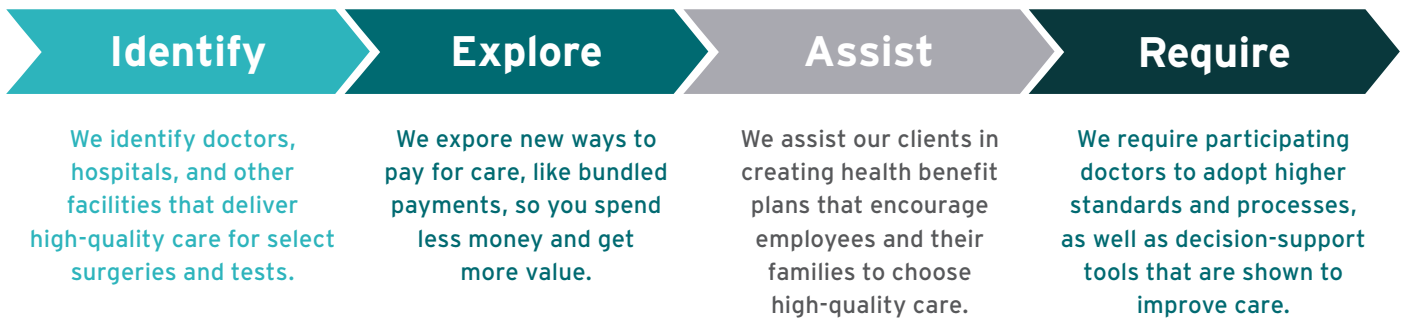 Identify
We identify doctors,
hospitals, and other
facilities that deliver
high-quality care for select
surgeries and tests.
Explore
We expore new ways to
pay for care, like bundled
payments, so you spend
less money and get
more value.
Assist
We assist our clients in
creating health benefit
plans that encourage
employees and their
families to choose
high-quality care.
Require
We require participating
doctors to adopt higher
standards and processes,
as well as decision-support
tools that are shown to
improve care.